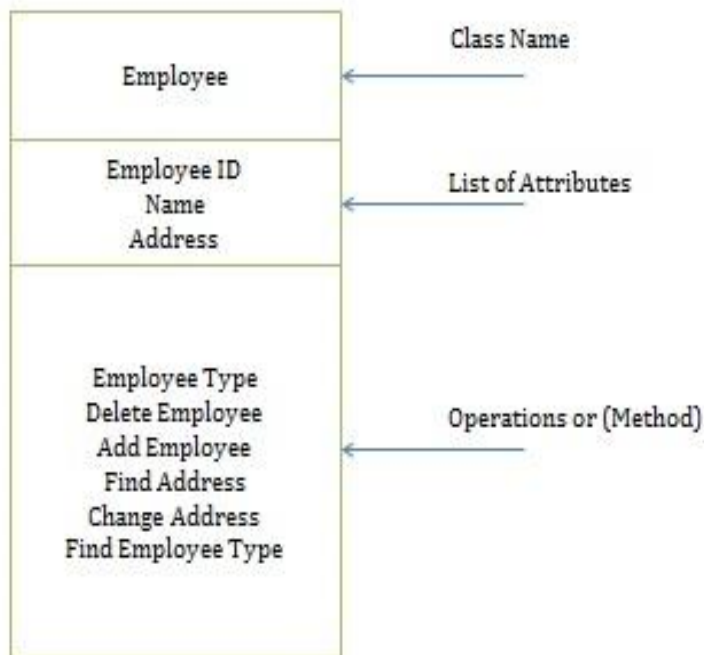 Employee
Class Name
Employee ID
Name
Address
List of Attributes
Employee Type
Delete Employee
Add Employee
Find Address
Change Address
Find Employee Type
Operations or (Method)